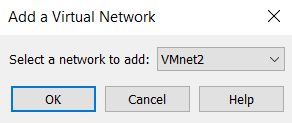 Add a Virtual Network
Select a network to add: VMnet2
OK Cancel Help